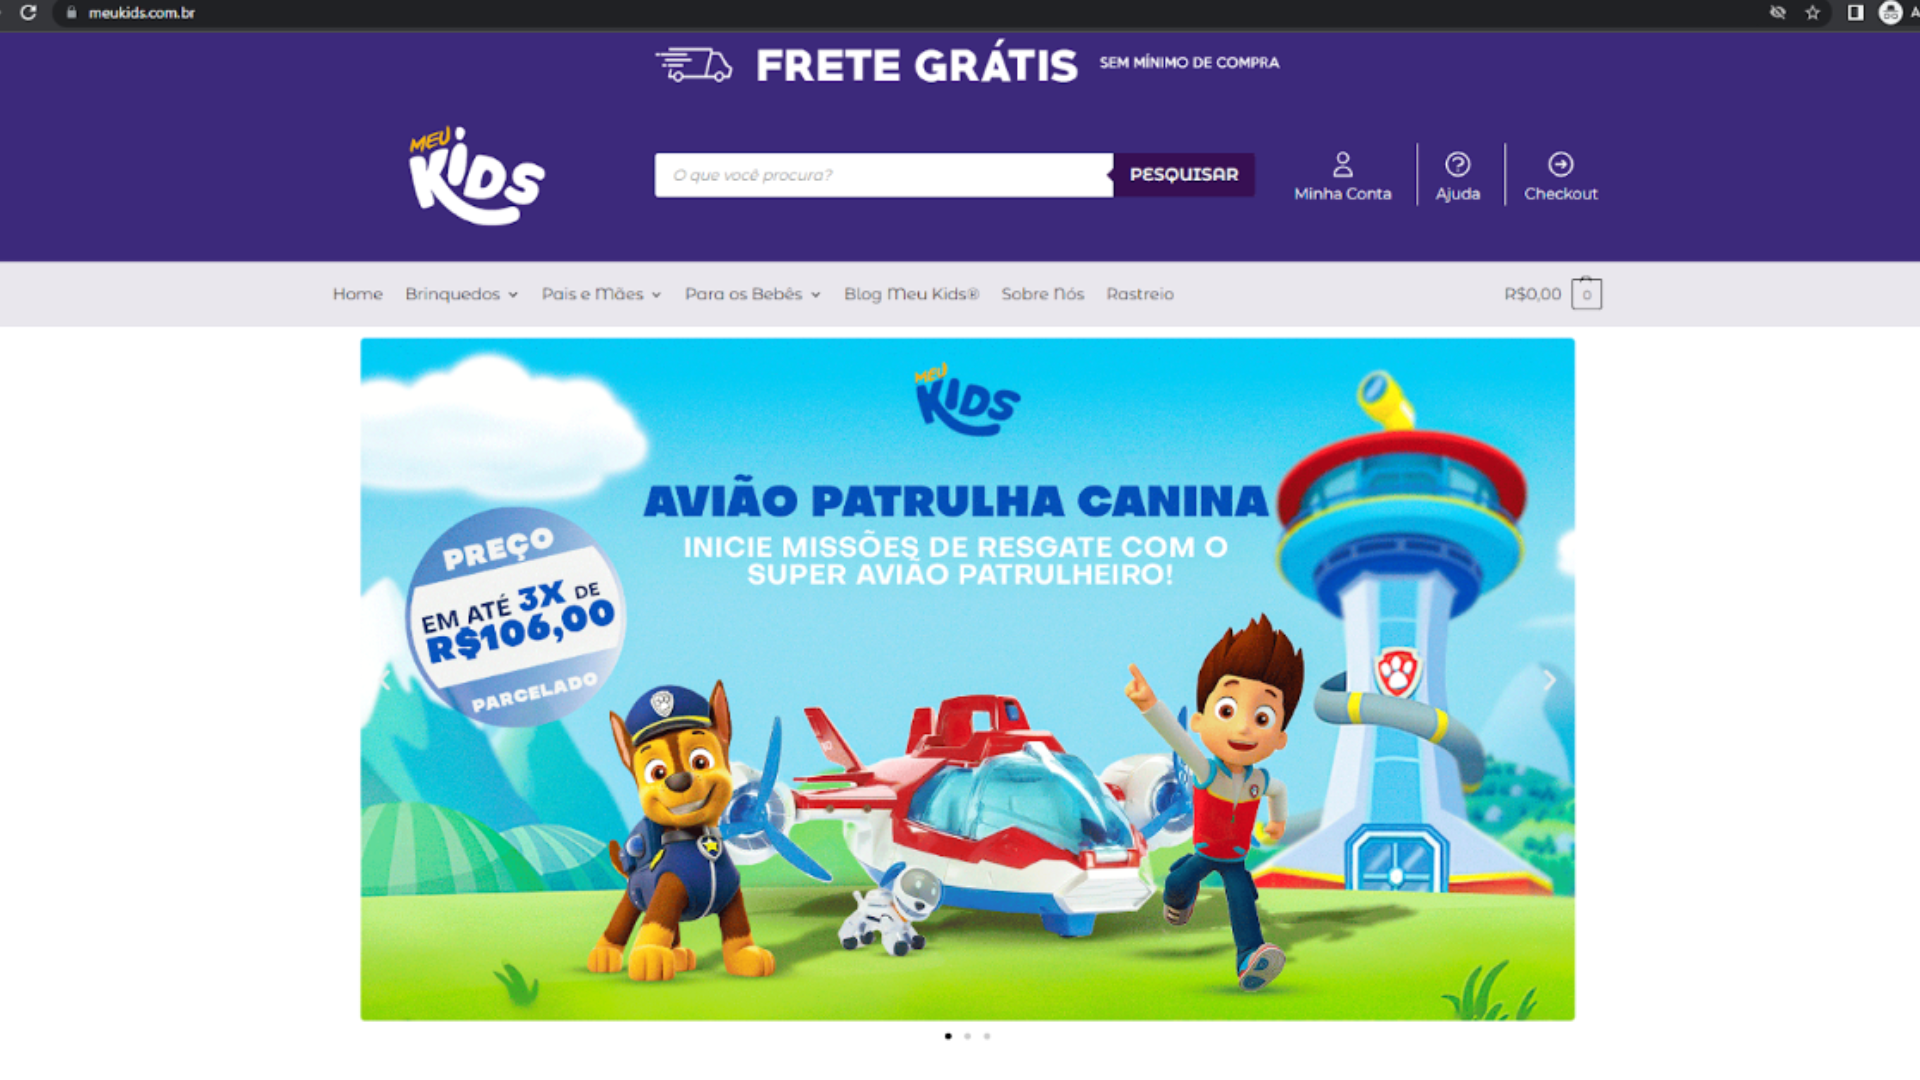 meukids.com.br
FRETE GRÁTIS SEM MÍNIMO DE COMPRA
MEU
KIDS
O que você procura?
PESQUISAR
Minha Conta
Ajuda
Checkout
Home Brinquedos Pais e Mães Para os Bebês Blog Meu Kids® Sobre Nós Rastreio
R$0,00 0
MEU
KIDS
AVIÃO PATRULHA CANINA
INICIE MISSÕES DE RESGATE COM O
SUPER AVIÃO PATRULHEIRO!
PREÇO
EM ATÉ 3X DE
R$106,00
PARCELADO